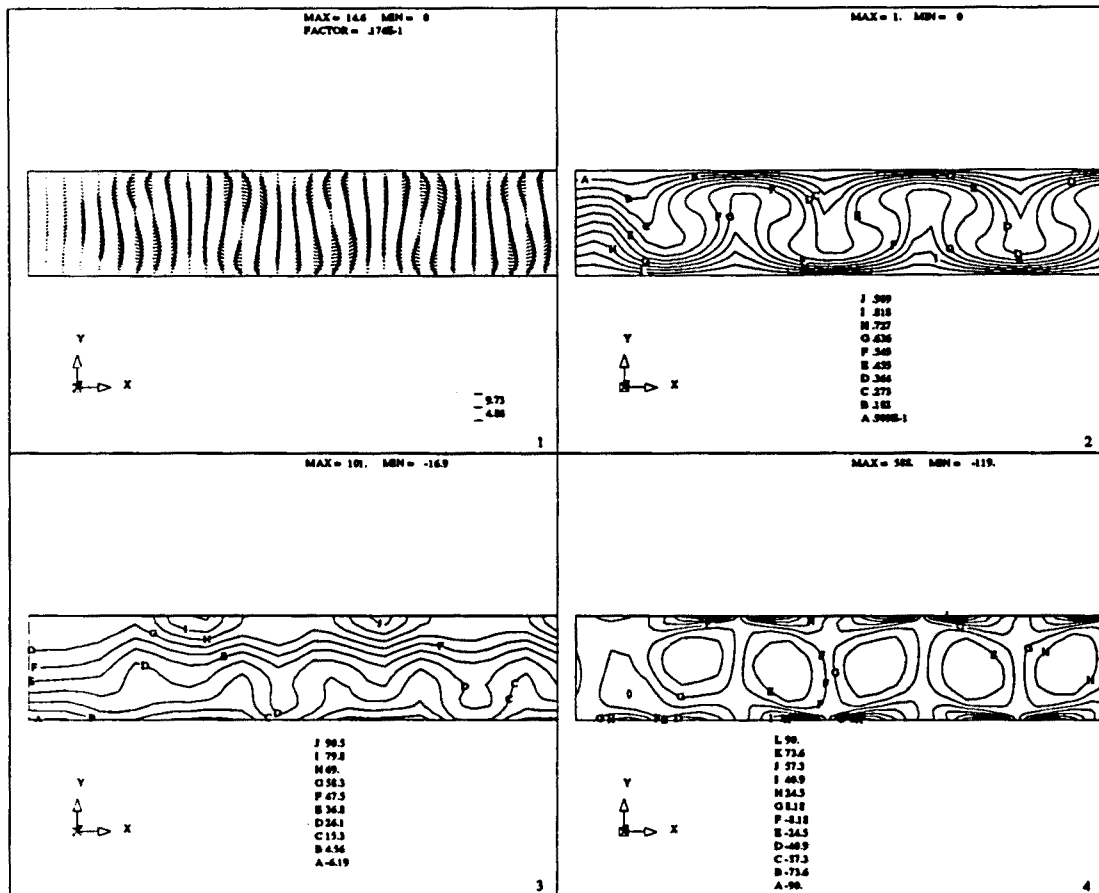 MAX = 14.6 MIN = 0
FACTOR = .176E-1
Y
X
9.73
4.86
1
MAX = 1. MIN = 0
A
J .909
I .818
H .727
G .636
F .545
E .455
D .364
C .273
B .182
A .909E-1
Y
X
2
MAX = 101. MIN = -16.9
J 90.5
I 79.8
H 69.
G 58.3
F 47.5
E 36.8
D 26.1
C 15.3
B 4.56
A -6.19
Y
X
3
MAX = 588. MIN = -119.
L 90.
K 73.6
J 57.3
I 40.9
H 24.5
G 8.18
F -8.18
E -24.5
D -40.9
C -57.3
B -73.6
A -90.
Y
X
4